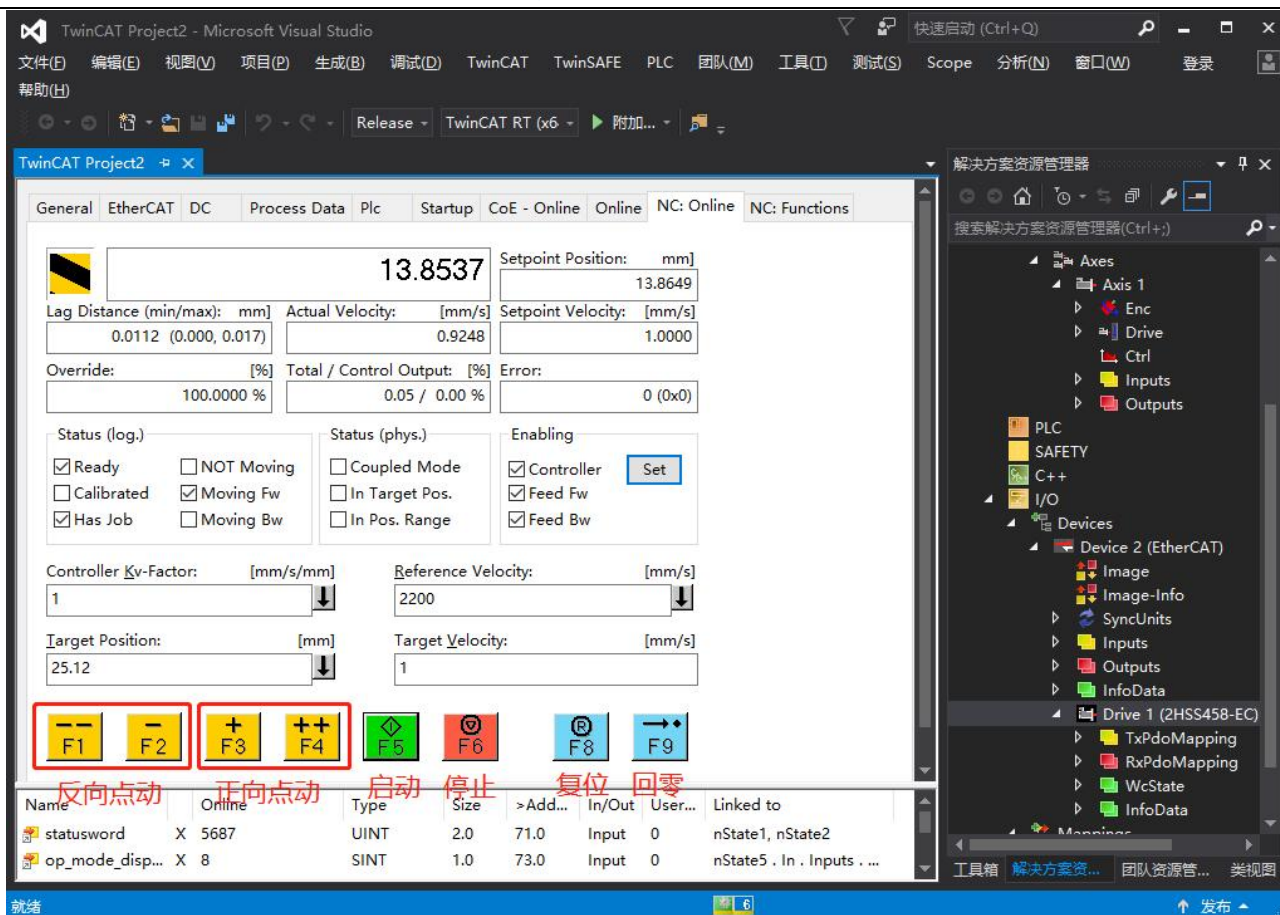 TwinCAT Project2 - Microsoft Visual Studio
快速启动 (Ctrl+Q)
文件(F) 编辑(E) 视图(V) 项目(P) 生成(B) 调试(D) TwinCAT TwinSAFE PLC 团队(M) 工具(T) 测试(S) Scope 分析(N) 窗口(W) 登录
帮助(H)
Release TwinCAT RT (x6 附加...
TwinCAT Project2
General EtherCAT DC Process Data Plc Startup CoE - Online Online NC: Online NC: Functions
13.8537
Setpoint Position: mm]
13.8649
Lag Distance (min/max): mm] Actual Velocity: [mm/s] Setpoint Velocity: [mm/s]
0.0112 (0.000, 0.017) 0.9248 1.0000
Override: [%] Total / Control Output: [%] Error:
100.0000 % 0.05 / 0.00 % 0 (0x0)
Status (log.) Status (phys.) Enabling
Ready NOT Moving Coupled Mode Controller Set
Calibrated Moving Fw In Target Pos. Feed Fw
Has Job Moving Bw In Pos. Range Feed Bw
Controller Kv-Factor: [mm/s/mm] Reference Velocity: [mm/s]
1 2200
Target Position: [mm] Target Velocity: [mm/s]
25.12 1
-- - + ++ R
F1 F2 F3 F4 F5 F6 F8 F9
反向点动 正向点动 启动 停止 复位 回零
Name Online Type Size >Add... In/Out User... Linked to
statusword X 5687 UINT 2.0 71.0 Input 0 nState1, nState2
op_mode_disp... X 8 SINT 1.0 73.0 Input 0 nState5 . In . Inputs . ...
解决方案资源管理器
搜索解决方案资源管理器(Ctrl+;)
Axes
Axis 1
Enc
Drive
Ctrl
Inputs
Outputs
PLC
SAFETY
C++
I/O
Devices
Device 2 (EtherCAT)
Image
Image-Info
SyncUnits
Inputs
Outputs
InfoData
Drive 1 (2HSS458-EC)
TxPdoMapping
RxPdoMapping
WcState
InfoData
Mappings
工具箱 解决方案资... 团队资源管... 类视图
就绪 6 发布